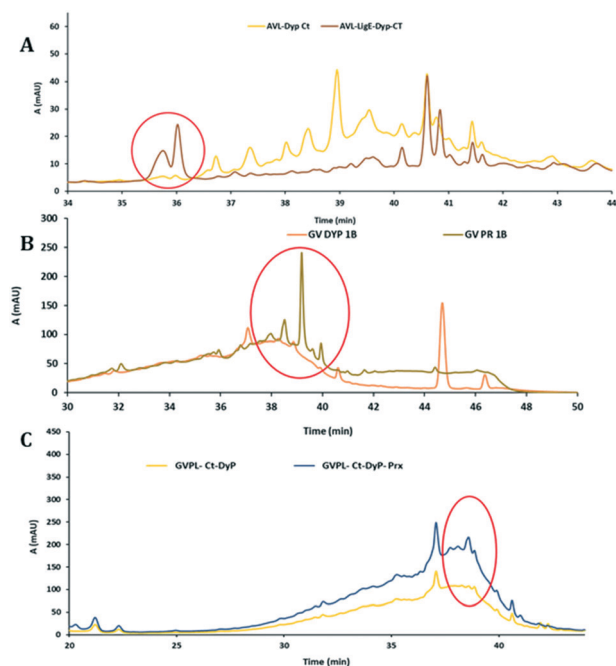 A
AVL-Dyp Ct
AVL-LigE-Dyp-CT
A (mAU)
60
50
40
30
20
10
0
34 35 36 37 38 39 40 41 42 43 44
Time (min)
B
GV DYP 1B
GV PR 1B
A (mAU)
300
250
200
150
100
50
0
30 32 34 36 38 40 42 44 46 48 50
Time (min)
C
GVPL- Ct-DyP
GVPL- Ct-DyP- Prx
A (mAU)
450
400
350
300
250
200
150
100
50
0
20 25 30 35 40
Time (min)